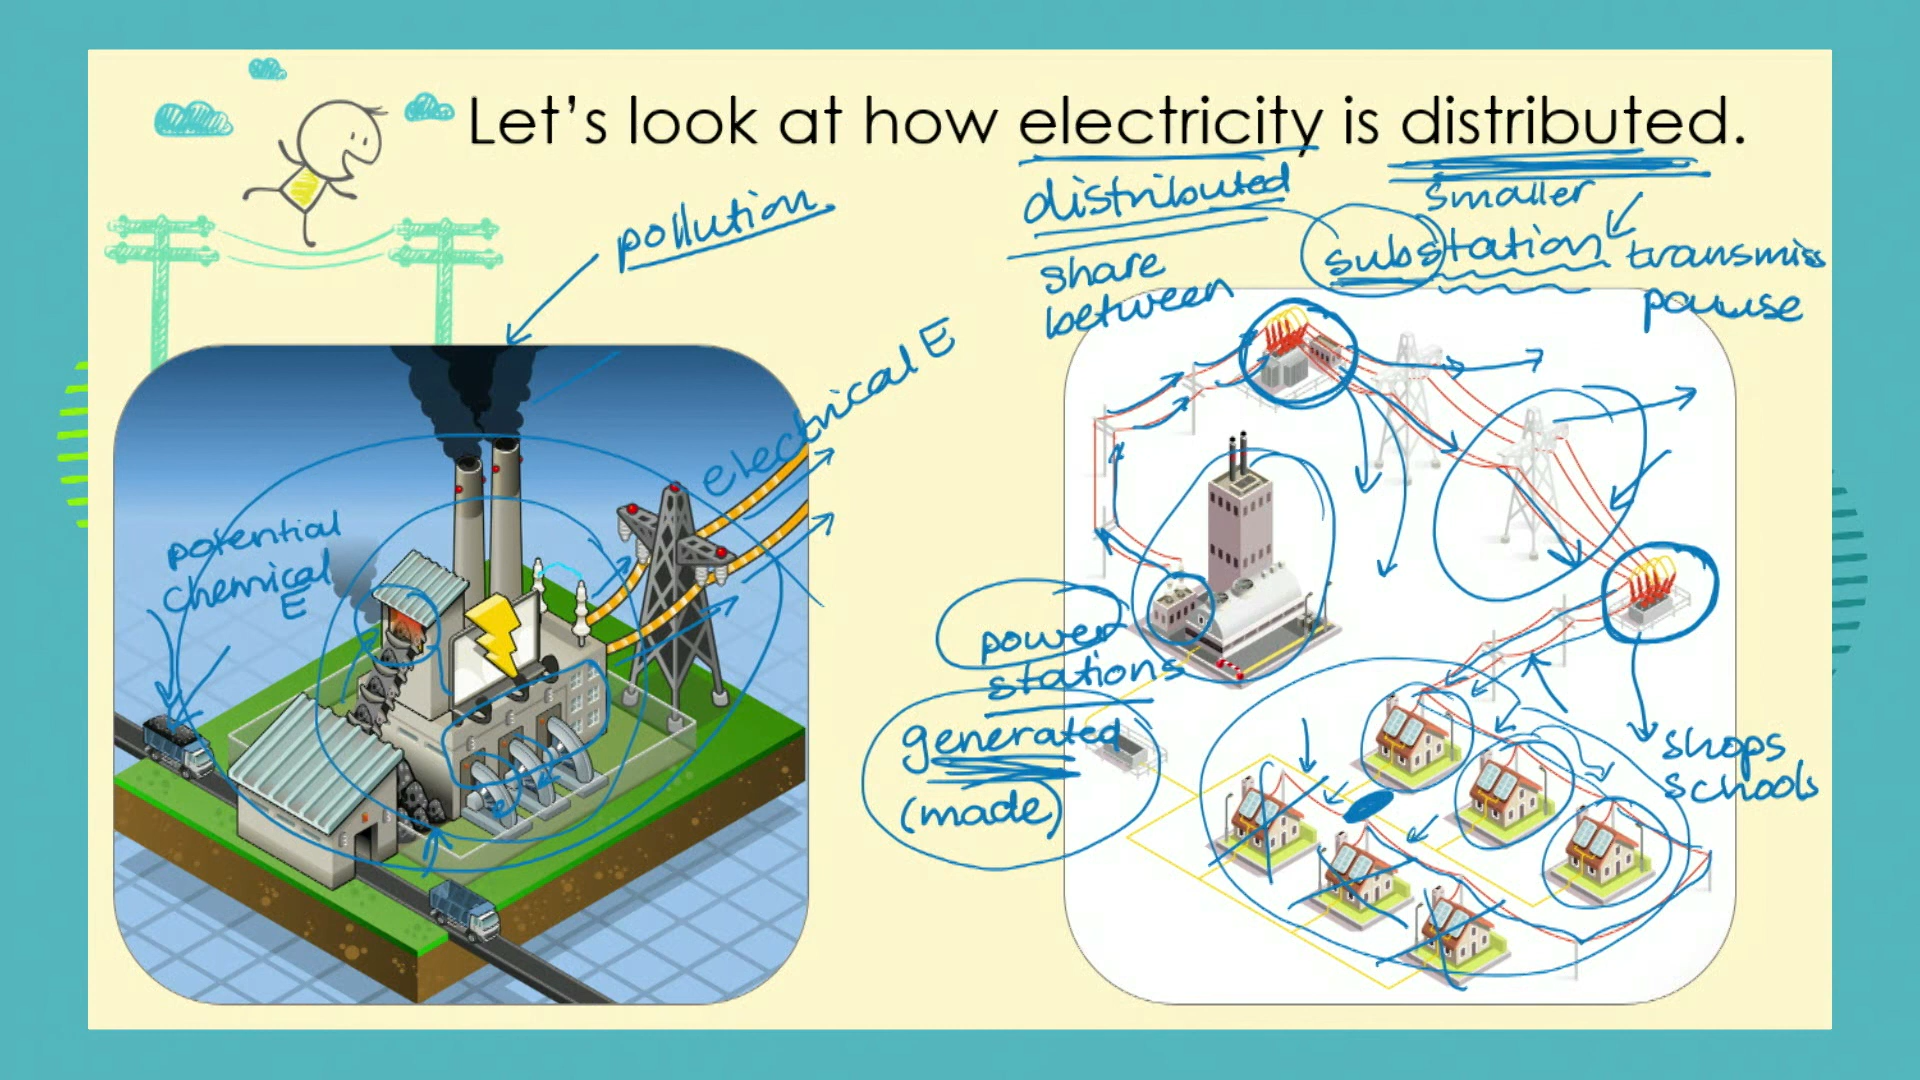 Let's look at how electricity is distributed.
distributed
share
between
smaller
substation
transmiss
pause
pollution.
electrical E
potential
chemical
E
power
stations
generated
(made)
shops
schools